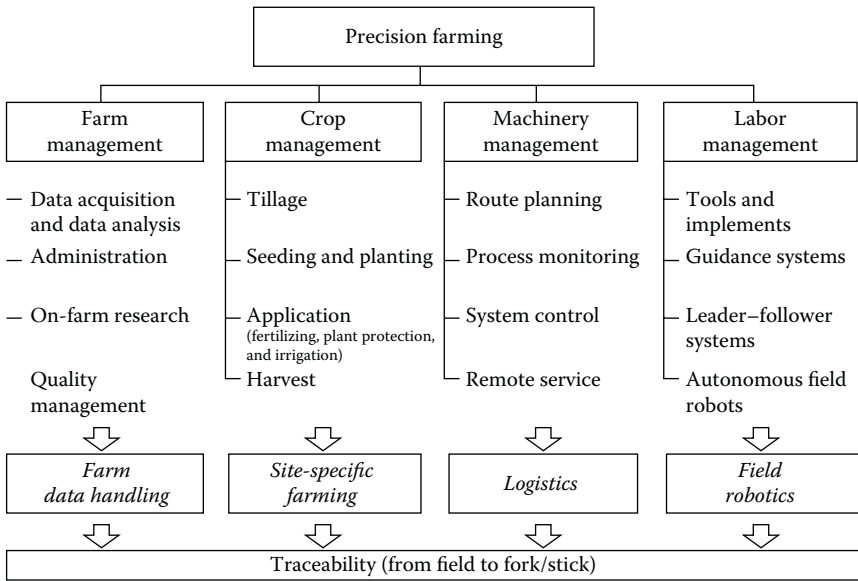 Precision farming
Farm
management
Crop
management
Machinery
management
Labor
management
Data acquisition
and data analysis
Administration
On-farm research
Quality
management
Tillage
Seeding and planting
Application
(fertilizing, plant protection,
and irrigation)
Harvest
Route planning
Process monitoring
System control
Remote service
Tools and
implements
Guidance systems
Leader–follower
systems
Autonomous field
robots
Farm
data handling
Site-specific
farming
Logistics
Field
robotics
Traceability (from field to fork/stick)